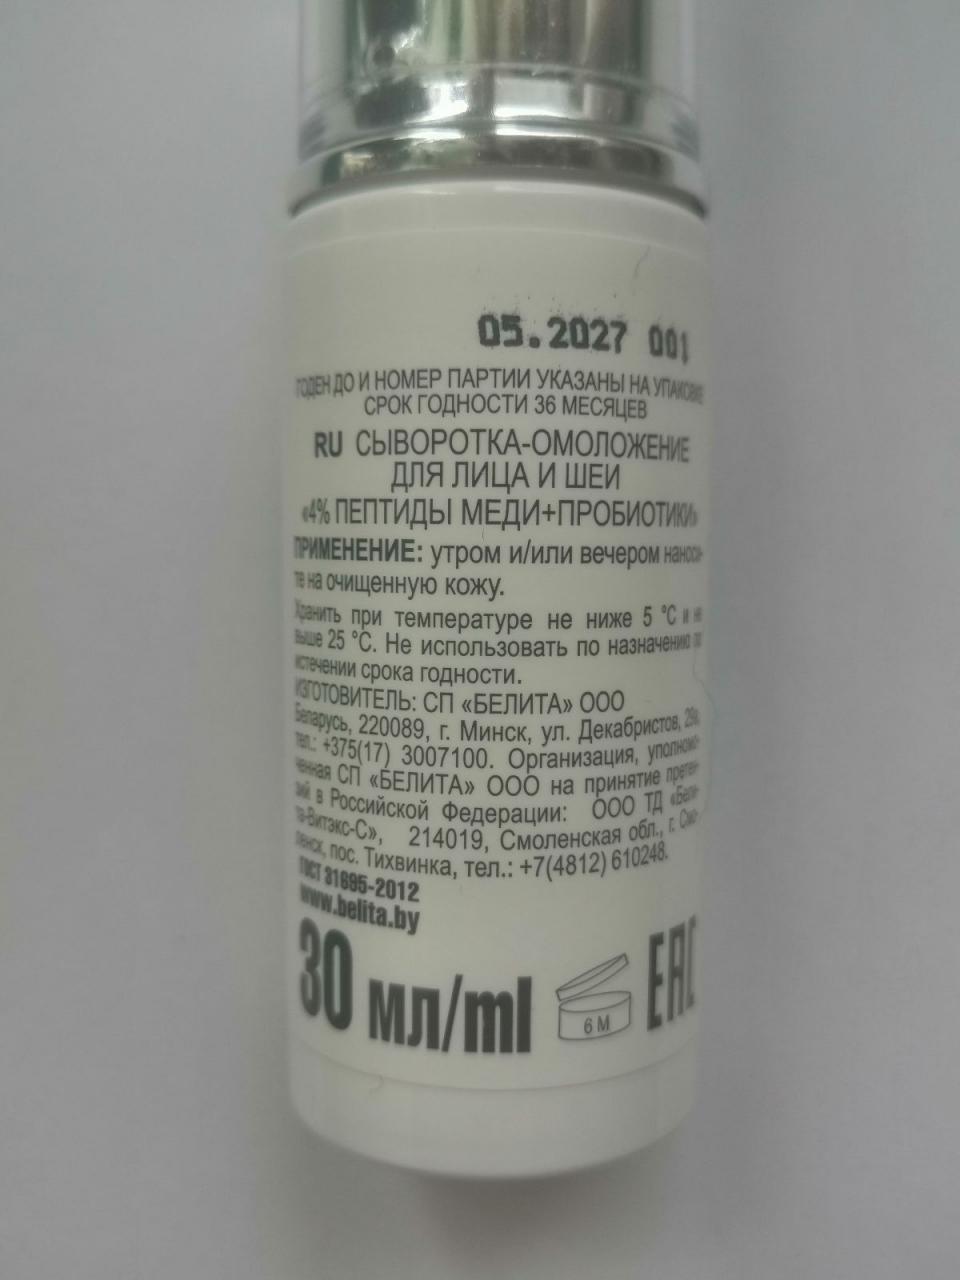 05.2027 001
ГОДЕН ДО И НОМЕР ПАРТИИ УКАЗАНЫ НА УПАКОВКЕ
СРОК ГОДНОСТИ 36 МЕСЯЦЕВ
RU СЫВОРОТКА-ОМОЛОЖЕНИЕ
ДЛЯ ЛИЦА И ШЕИ
«4% ПЕПТИДЫ МЕДИ+ПРОБИОТИКИ»
ПРИМЕНЕНИЕ: утром и/или вечером наноси-
те на очищенную кожу.
Хранить при температуре не ниже 5 °С и не
выше 25 °С. Не использовать по назначению по
истечении срока годности.
ИЗГОТОВИТЕЛЬ: СП «БЕЛИТА» ООО
Беларусь, 220089, г. Минск, ул. Декабристов, 29а,
тел.: +375(17) 3007100. Организация, уполномо-
ченная СП «БЕЛИТА» ООО на принятие претен-
зий в Российской Федерации: ООО ТД «Бели-
та-Витэкс-С», 214019, Смоленская обл., г. Смо-
ленск, пос. Тихвинка, тел.: +7(4812) 610248.
ГОСТ 31695-2012
www.belita.by
30 мл/ml
6 M
EAC